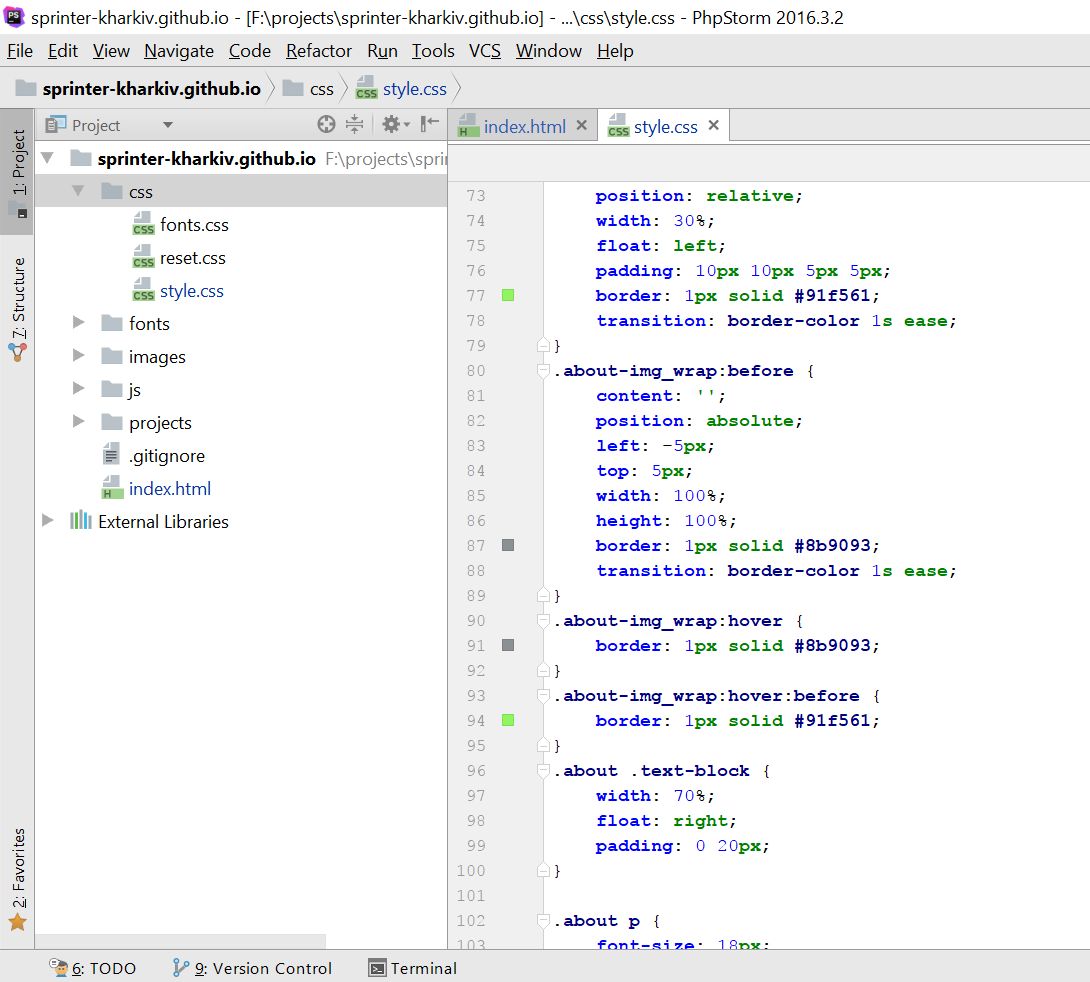 sprinter-kharkiv.github.io - [F:\projects\sprinter-kharkiv.github.io] - ...\css\style.css - PhpStorm 2016.3.2
File Edit View Navigate Code Refactor Run Tools VCS Window Help
sprinter-kharkiv.github.io css style.css
1: Project
7: Structure
2: Favorites
Project
sprinter-kharkiv.github.io F:\projects\sprin
css
fonts.css
reset.css
style.css
fonts
images
js
projects
.gitignore
index.html
External Libraries
index.html style.css
73 position: relative;
74 width: 30%;
75 float: left;
76 padding: 10px 10px 5px 5px;
77 border: 1px solid #91f561;
78 transition: border-color 1s ease;
79 }
80 .about-img_wrap:before {
81 content: '';
82 position: absolute;
83 left: -5px;
84 top: 5px;
85 width: 100%;
86 height: 100%;
87 border: 1px solid #8b9093;
88 transition: border-color 1s ease;
89 }
90 .about-img_wrap:hover {
91 border: 1px solid #8b9093;
92 }
93 .about-img_wrap:hover:before {
94 border: 1px solid #91f561;
95 }
96 .about .text-block {
97 width: 70%;
98 float: right;
99 padding: 0 20px;
100 }
101
102 .about p {
103 font-size: 18px;
6: TODO 9: Version Control Terminal